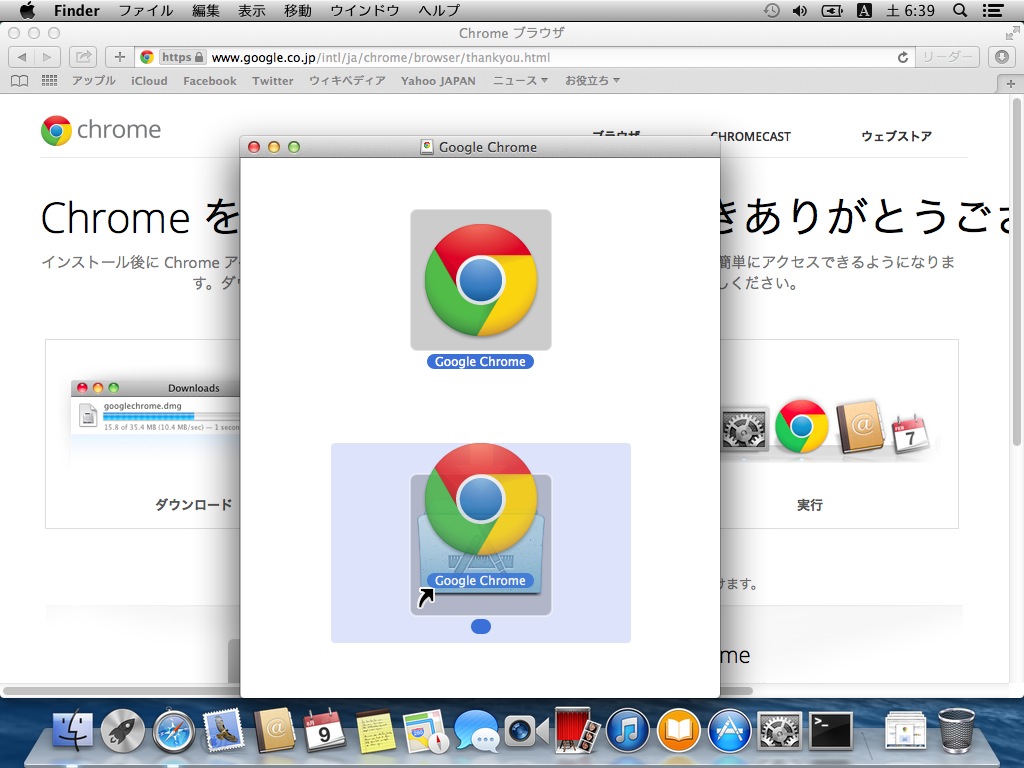 Finder ファイル 編集 表示 移動 ウインドウ ヘルプ A 土 6:39
Chrome ブラウザ
https www.google.co.jp/intl/ja/chrome/browser/thankyou.html リーダー
アップル iCloud Facebook Twitter ウィキペディア Yahoo JAPAN ニュース お役立ち
chrome
ブラウザ CHROMECAST ウェブストア
Google Chrome
Chrome を
きありがとうござ
インストール後に Chrome ア
簡単にアクセスできるようになりま
す。ダ
しください。
Google Chrome
Downloads
googlechrome.dmg
15.8 of 35.4 MB (10.4 MB/sec) — 1 secon
FEB
7
ダウンロード
実行
Google Chrome
けます。
me
9